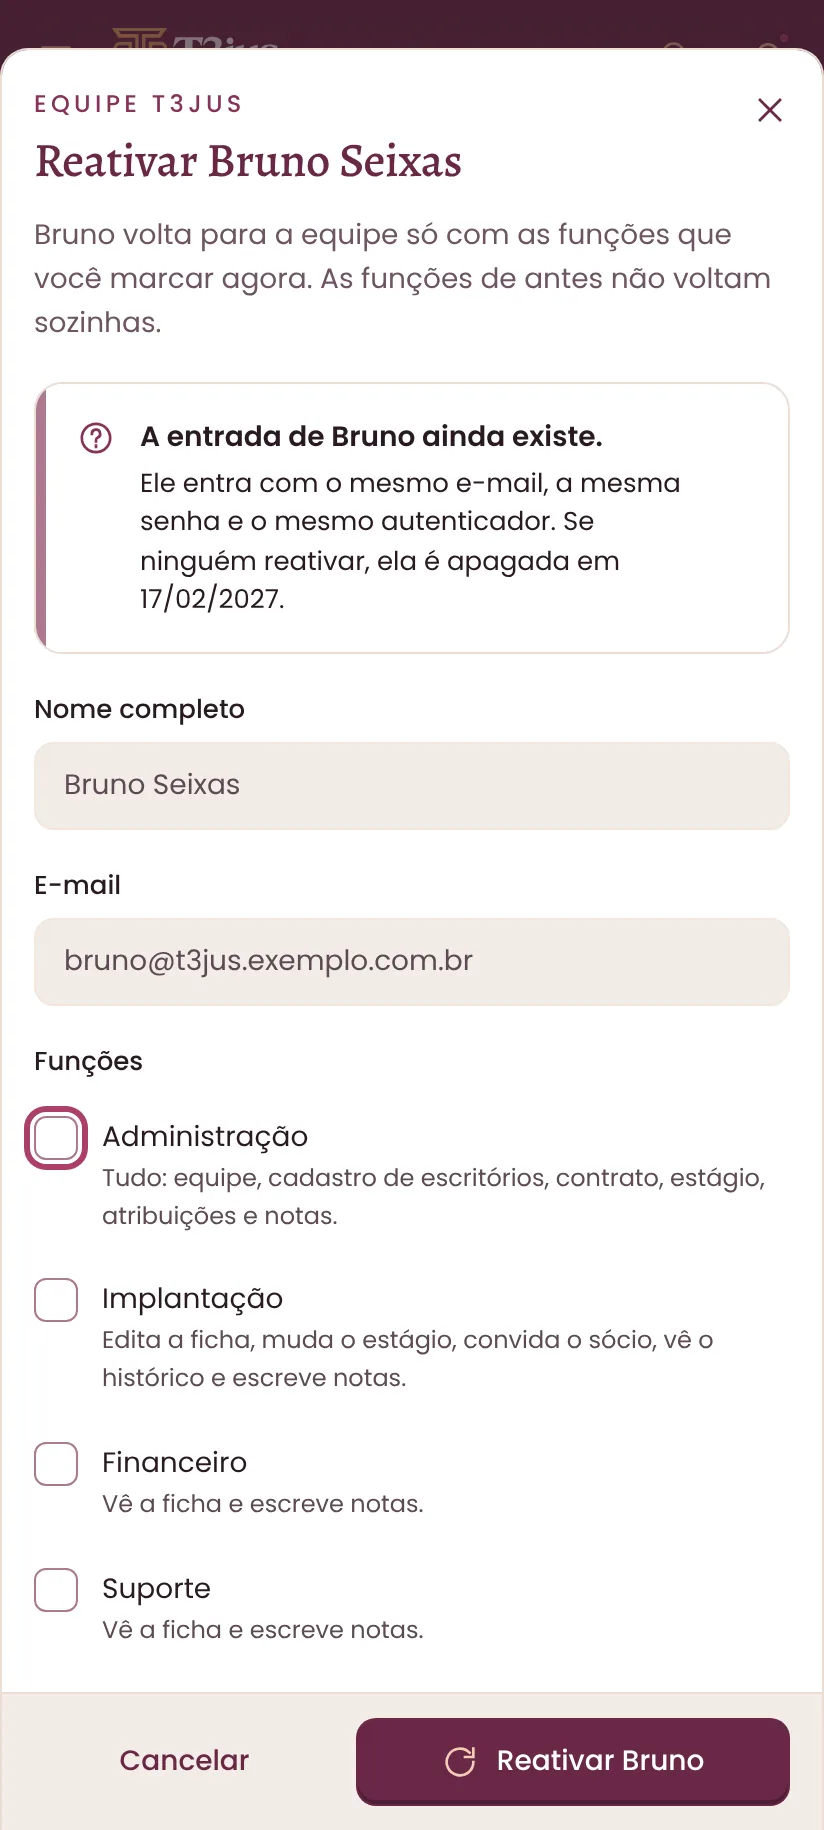 EQUIPE T3JUS
Reativar Bruno Seixas
Bruno volta para a equipe só com as funções que
você marcar agora. As funções de antes não voltam
sozinhas.
A entrada de Bruno ainda existe.
Ele entra com o mesmo e-mail, a mesma
senha e o mesmo autenticador. Se
ninguém reativar, ela é apagada em
17/02/2027.
Nome completo
Bruno Seixas
E-mail
bruno@t3jus.exemplo.com.br
Funções
Administração
Tudo: equipe, cadastro de escritórios, contrato, estágio,
atribuições e notas.
Implantação
Edita a ficha, muda o estágio, convida o sócio, vê o
histórico e escreve notas.
Financeiro
Vê a ficha e escreve notas.
Suporte
Vê a ficha e escreve notas.
Cancelar
Reativar Bruno